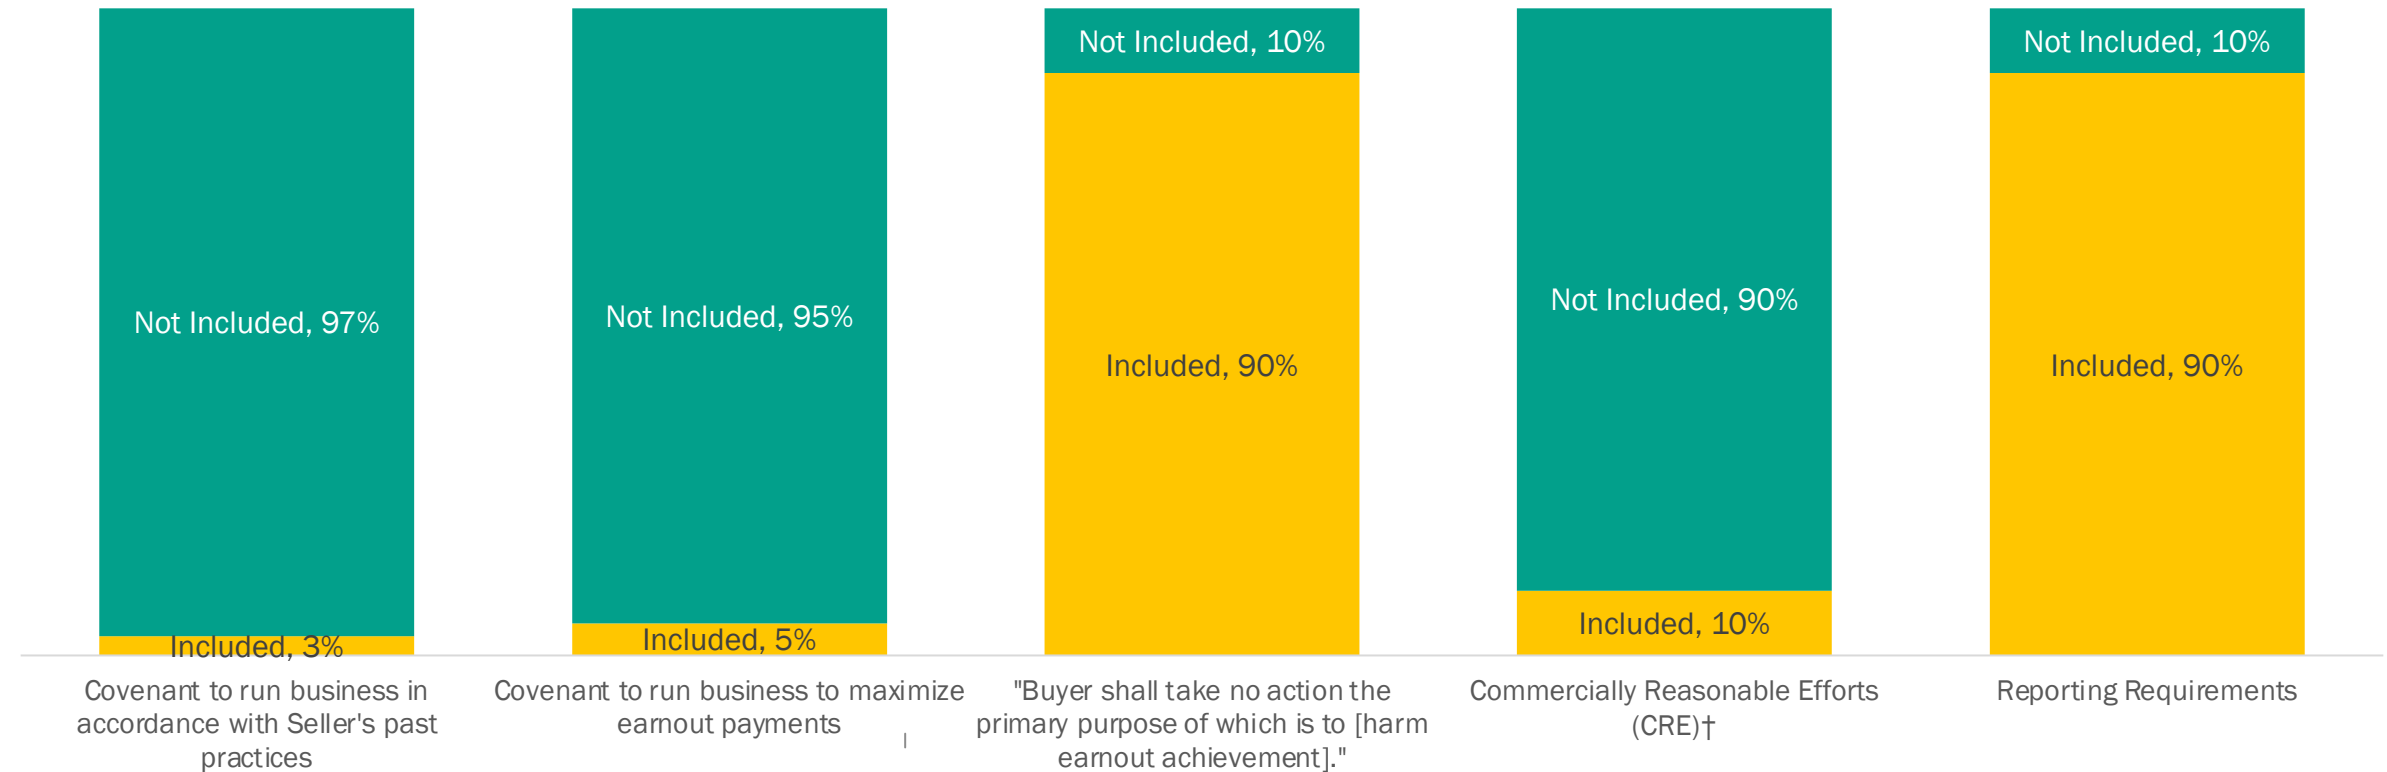 Not Included, 97%
Included, 3%
Not Included, 95%
Included, 5%
Not Included, 10%
Included, 90%
Not Included, 90%
Included, 10%
Not Included, 10%
Included, 90%
Covenant to run business in
accordance with Seller's past
practices
Covenant to run business to maximize
earnout payments
"Buyer shall take no action the
primary purpose of which is to [harm
earnout achievement]."
Commercially Reasonable Efforts
(CRE)†
Reporting Requirements